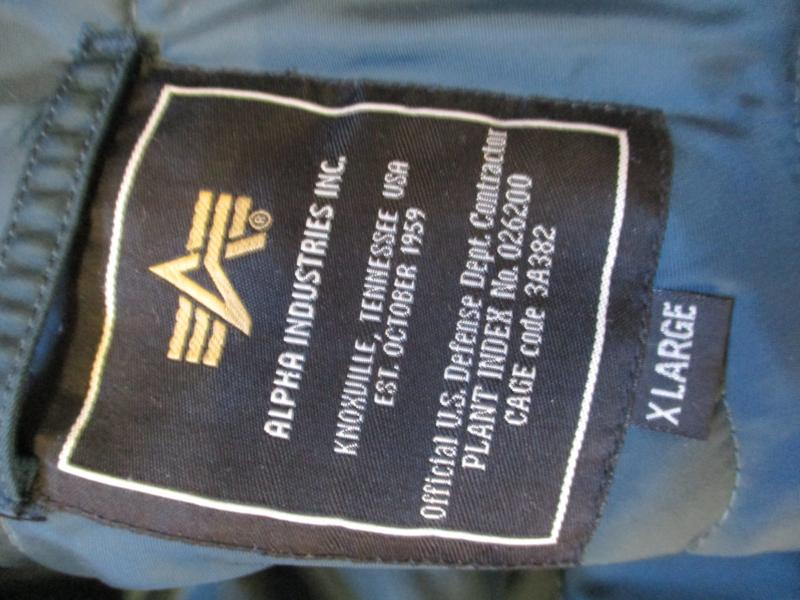 ®
ALPHA INDUSTRIES INC.
KNOXVILLE, TENNESSEE USA
EST. OCTOBER 1959
Official U.S. Defense Dept. Contractor
PLANT INDEX No. 026200
CAGE code 3A382
X LARGE